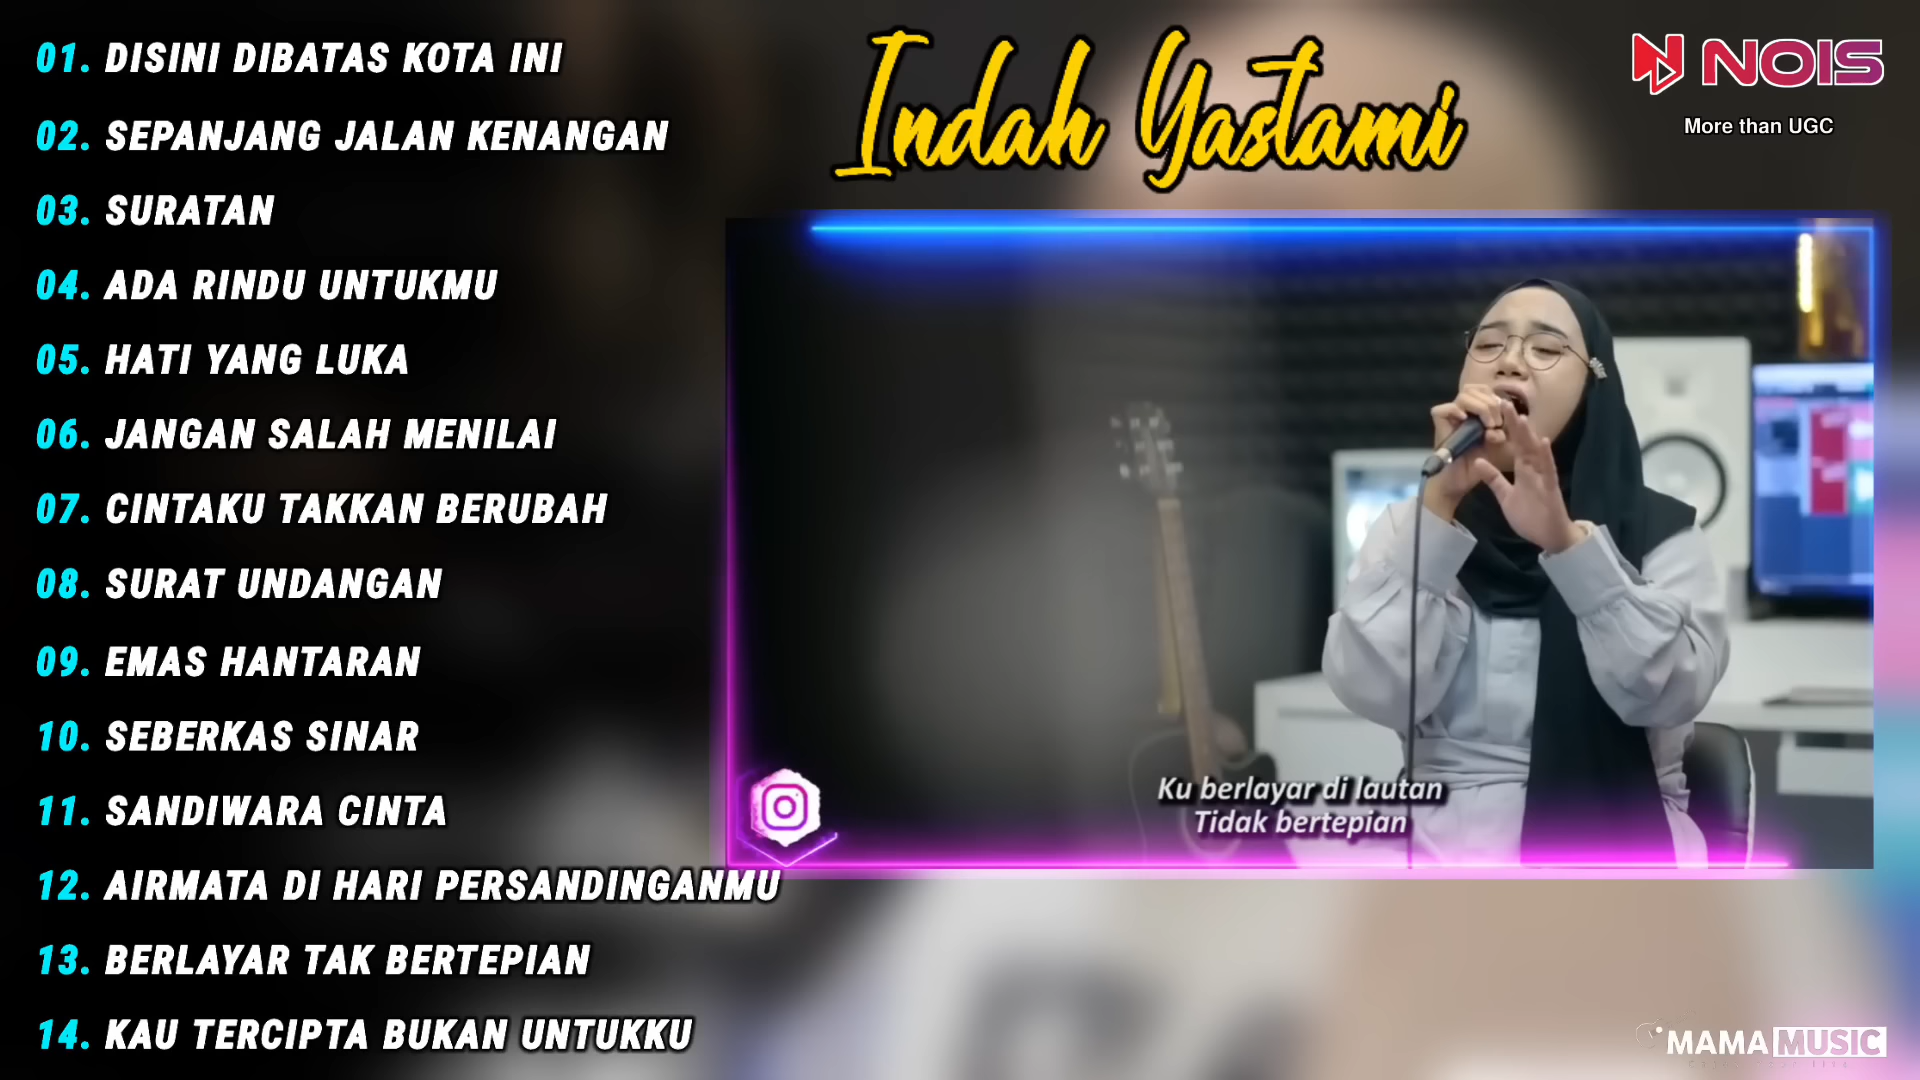 01. DISINI DIBATAS KOTA INI
02. SEPANJANG JALAN KENANGAN
03. SURATAN
04. ADA RINDU UNTUKMU
05. HATI YANG LUKA
06. JANGAN SALAH MENILAI
07. CINTAKU TAKKAN BERUBAH
08. SURAT UNDANGAN
09. EMAS HANTARAN
10. SEBERKAS SINAR
11. SANDIWARA CINTA
12. AIRMATA DI HARI PERSANDINGANMU
13. BERLAYAR TAK BERTEPIAN
14. KAU TERCIPTA BUKAN UNTUKKU
Indah Yastami
NOIS
More than UGC
Ku berlayar di lautan
Tidak bertepian
MAMA MUSIC